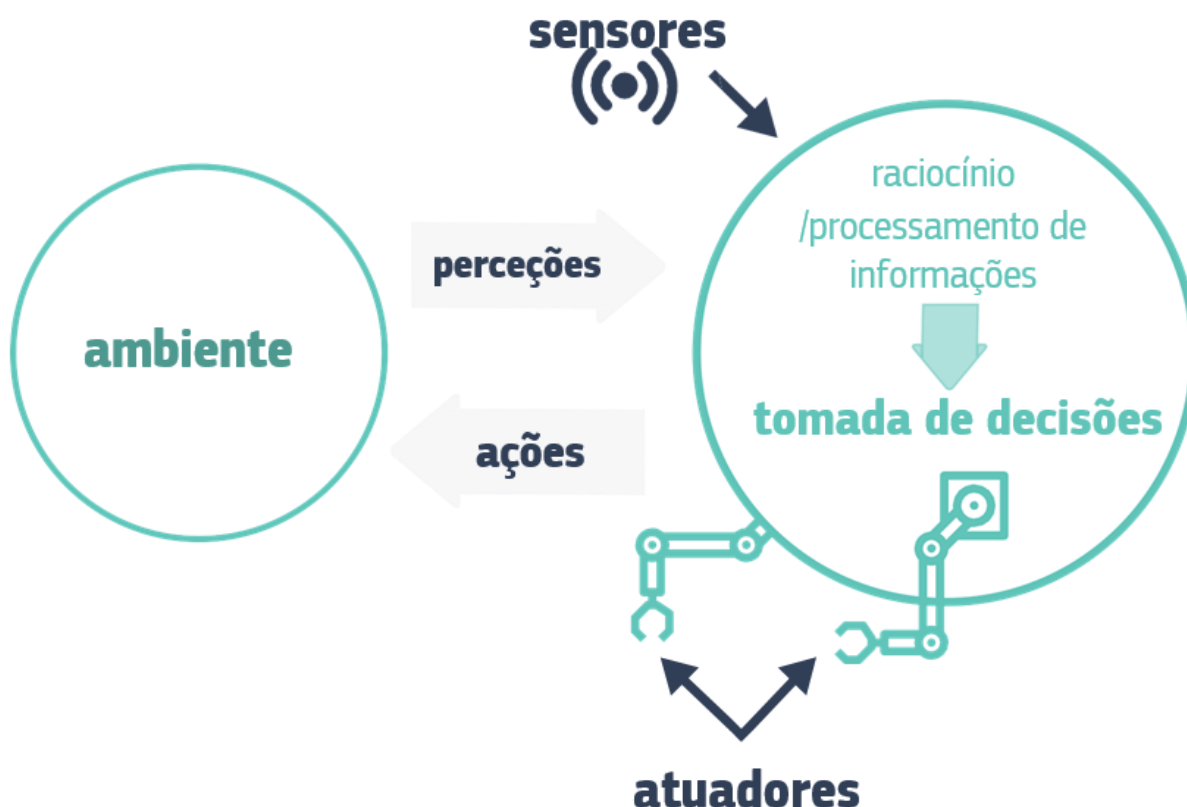 sensores
raciocínio
/processamento de
informações
perceções
ambiente
tomada de decisões
ações
atuadores